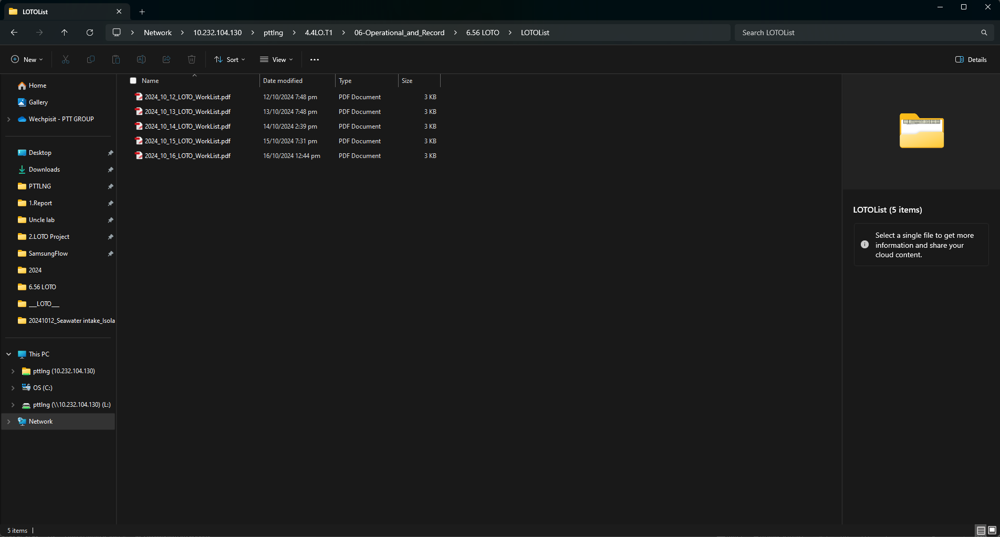 LOTOList
Network > 10.232.104.130 > pttlng > 4.4LO.T1 > 06-Operational_and_Record > 6.56 LOTO > LOTOList
Search LOTOList
New
Sort
View
Details
Home
Gallery
Wechpisit - PTT GROUP
Desktop
Downloads
PTTLNG
1.Report
Uncle lab
2.LOTO Project
SamsungFlow
2024
6.56 LOTO
__LOTO__
20241012_Seawater intake_Isola
This PC
pttlng (10.232.104.130)
OS (C:)
pttlng (\\10.232.104.130) (L:)
Network
Name Date modified Type Size
2024_10_12_LOTO_WorkList.pdf 12/10/2024 7:48 pm PDF Document 3 KB
2024_10_13_LOTO_WorkList.pdf 13/10/2024 7:48 pm PDF Document 3 KB
2024_10_14_LOTO_WorkList.pdf 14/10/2024 2:39 pm PDF Document 3 KB
2024_10_15_LOTO_WorkList.pdf 15/10/2024 7:31 pm PDF Document 3 KB
2024_10_16_LOTO_WorkList.pdf 16/10/2024 12:44 pm PDF Document 3 KB
LOTOList (5 items)
Select a single file to get more
information and share your
cloud content.
5 items